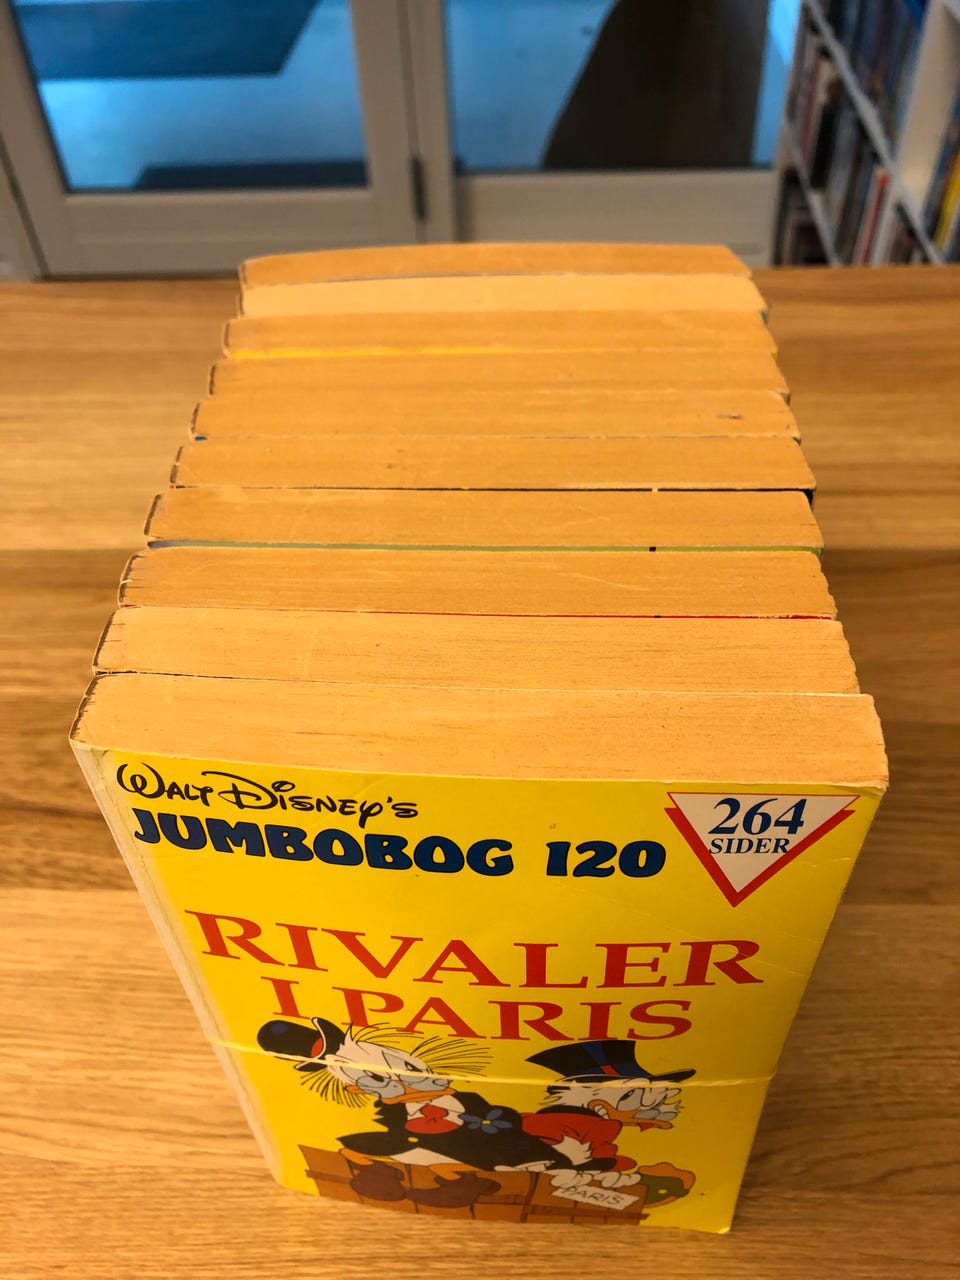 WALT DISNEY'S
JUMBOBOG 120
264
SIDER
RIVALER
I PARIS
PARIS